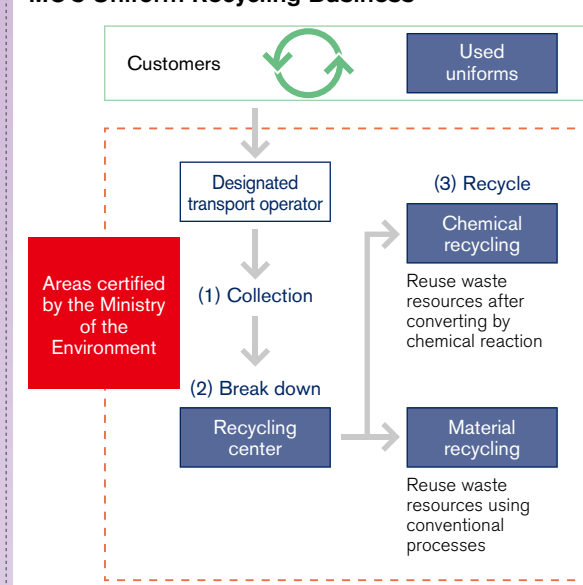 Customers
Used
uniforms
Designated
transport operator
(3) Recycle
Chemical
recycling
Areas certified
by the Ministry
of the
Environment
(1) Collection
Reuse waste
resources after
converting by
chemical reaction
(2) Break down
Recycling
center
Material
recycling
Reuse waste
resources using
conventional
processes